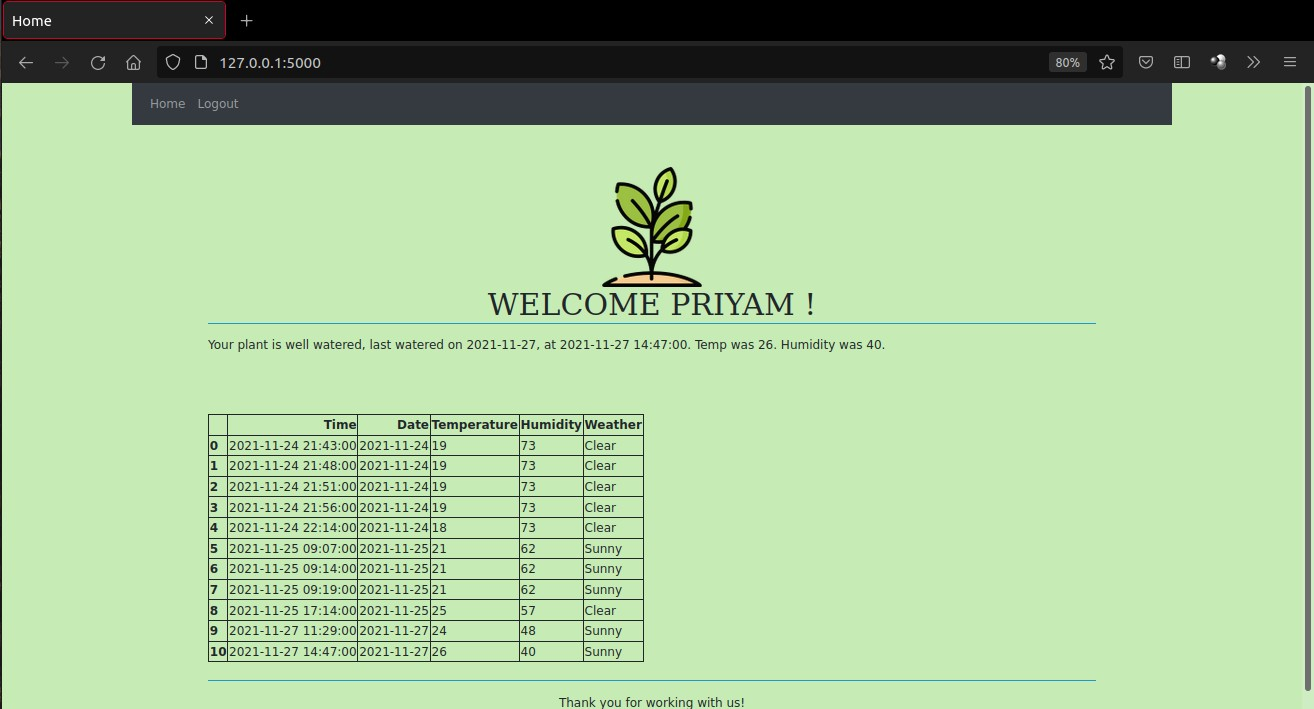 Home
127.0.0.1:5000 80%
Home Logout
WELCOME PRIYAM !
Your plant is well watered, last watered on 2021-11-27, at 2021-11-27 14:47:00. Temp was 26. Humidity was 40.
Time Date Temperature Humidity Weather
0 2021-11-24 21:43:00 2021-11-24 19 73 Clear
1 2021-11-24 21:48:00 2021-11-24 19 73 Clear
2 2021-11-24 21:51:00 2021-11-24 19 73 Clear
3 2021-11-24 21:56:00 2021-11-24 19 73 Clear
4 2021-11-24 22:14:00 2021-11-24 18 73 Clear
5 2021-11-25 09:07:00 2021-11-25 21 62 Sunny
6 2021-11-25 09:14:00 2021-11-25 21 62 Sunny
7 2021-11-25 09:19:00 2021-11-25 21 62 Sunny
8 2021-11-25 17:14:00 2021-11-25 25 57 Clear
9 2021-11-27 11:29:00 2021-11-27 24 48 Sunny
10 2021-11-27 14:47:00 2021-11-27 26 40 Sunny
Thank you for working with us!